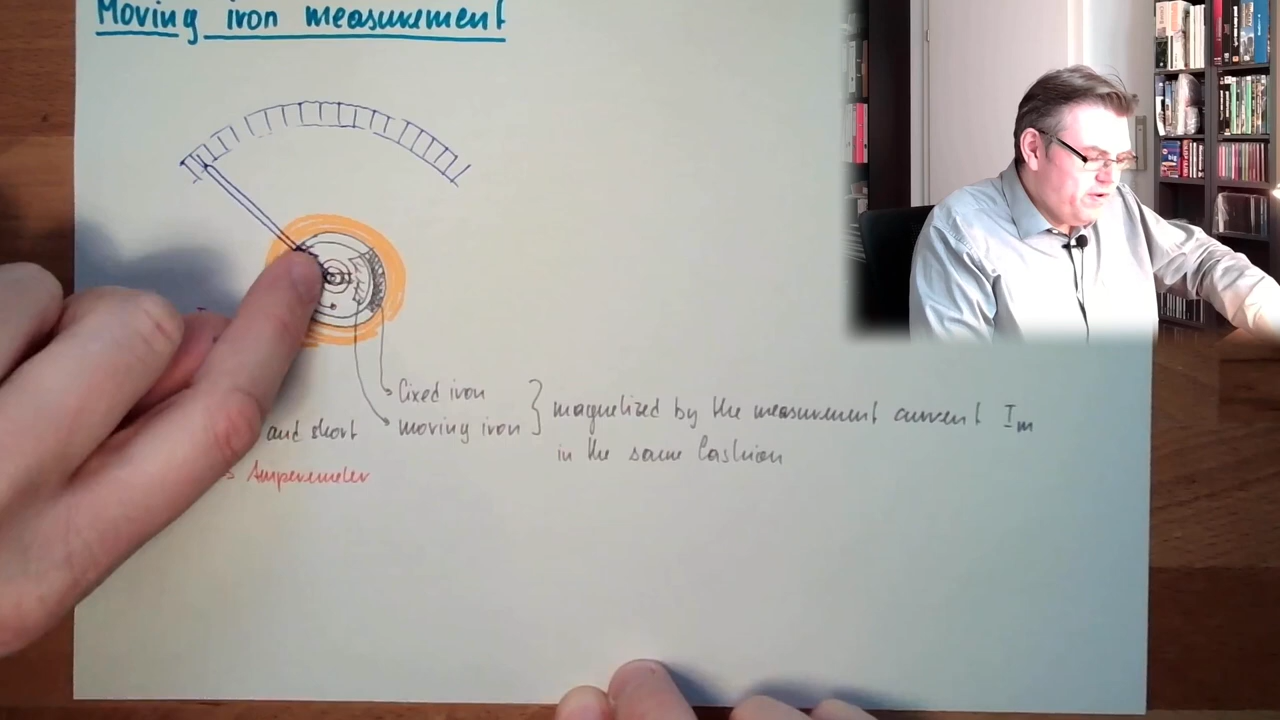 Moving iron measurement
fixed iron
and short
moving iron
magnetized by the measurement current Im
in the same fashion
Amperemeter